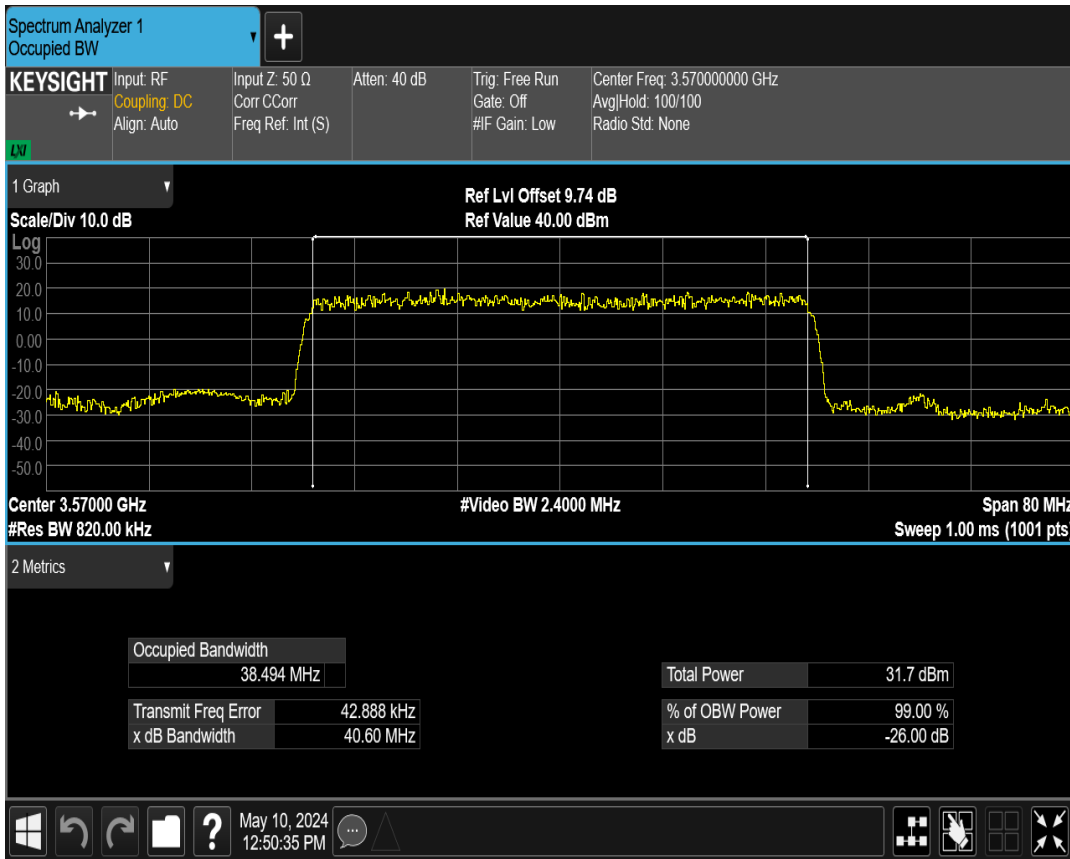 Spectrum Analyzer 1
Occupied BW
KEYSIGHT
LXI
Input: RF
Coupling: DC
Align: Auto
Input Z: 50 Ω
Corr CCorr
Freq Ref: Int (S)
Atten: 40 dB
Trig: Free Run
Gate: Off
#IF Gain: Low
Center Freq: 3.570000000 GHz
Avg|Hold: 100/100
Radio Std: None
1 Graph
Scale/Div 10.0 dB
Ref Lvl Offset 9.74 dB
Ref Value 40.00 dBm
Log
30.0
20.0
10.0
0.00
-10.0
-20.0
-30.0
-40.0
-50.0
Center 3.57000 GHz
#Res BW 820.00 kHz
#Video BW 2.4000 MHz
Span 80 MHz
Sweep 1.00 ms (1001 pts)
2 Metrics
Occupied Bandwidth
38.494 MHz
Transmit Freq Error 42.888 kHz
x dB Bandwidth 40.60 MHz
Total Power 31.7 dBm
% of OBW Power 99.00 %
x dB -26.00 dB
?
May 10, 2024
12:50:35 PM